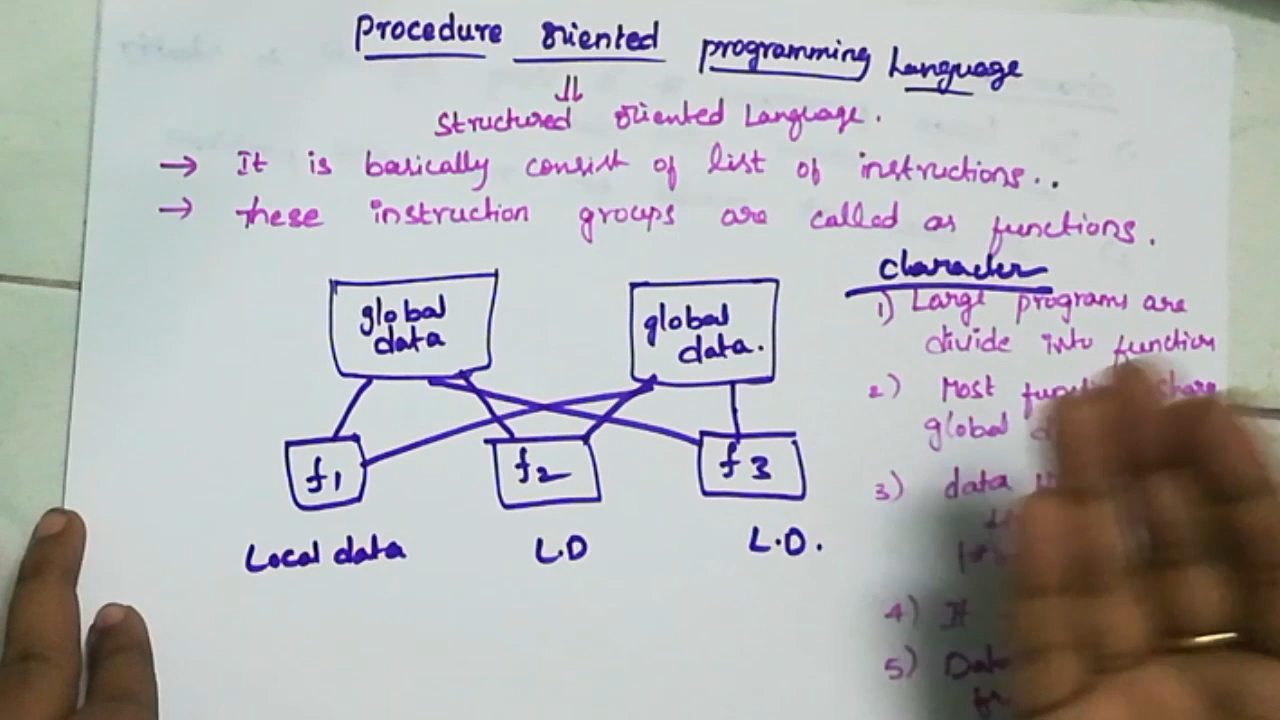 Procedure oriented programming Language
Structured oriented Language.
→ It is basically consist of list of instructions..
→ These instruction groups are called as functions.
character
1) Large programs are
divide into function
2) Most share
global
3) data
4) It
5)
global
data
global
data.
f1
f2
f3
Local data
L.D
L.D.